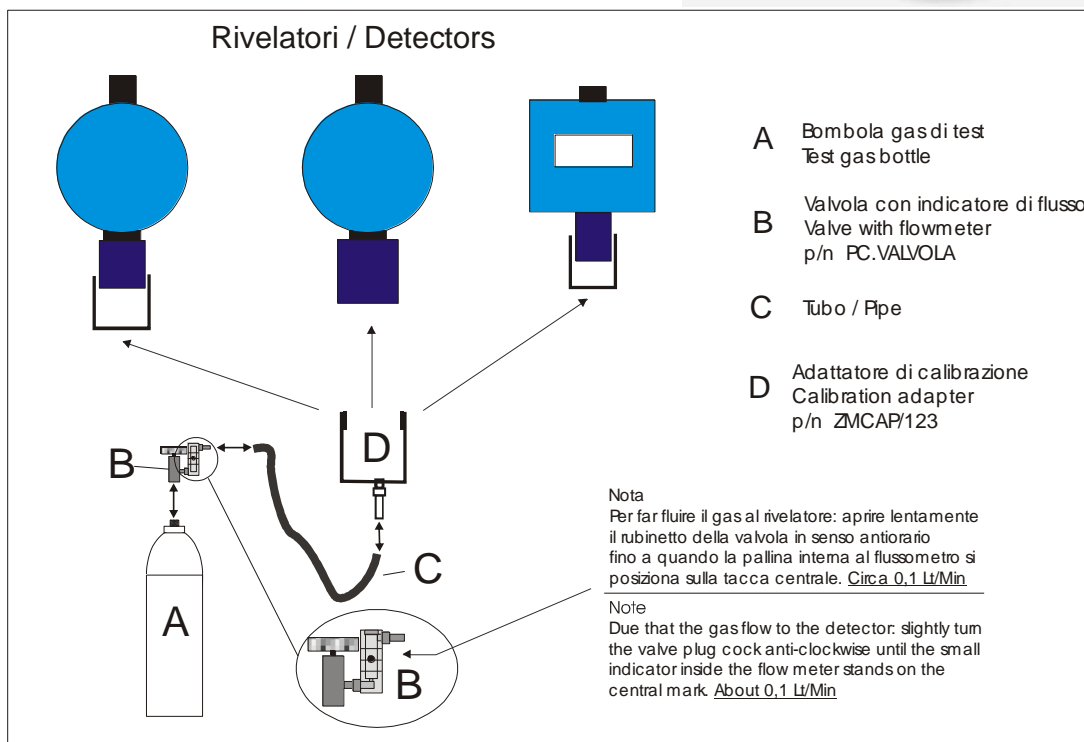 Rivelatori / Detectors
A
Bombola gas di test
Test gas bottle
B
Valvola con indicatore di flusso
Valve with flowmeter
p/n PC.VALVOLA
C
Tubo / Pipe
D
Adattatore di calibrazione
Calibration adapter
p/n ZMCAP/123
D
B
C
A
B
Nota
Per far fluire il gas al rivelatore: aprire lentamente
il rubinetto della valvola in senso antiorario
fino a quando la pallina interna al flussometro si
posiziona sulla tacca centrale. Circa 0,1 Lt/Min
Note
Due that the gas flow to the detector: slightly turn
the valve plug cock anti-clockwise until the small
indicator inside the flow meter stands on the
central mark. About 0,1 Lt/Min